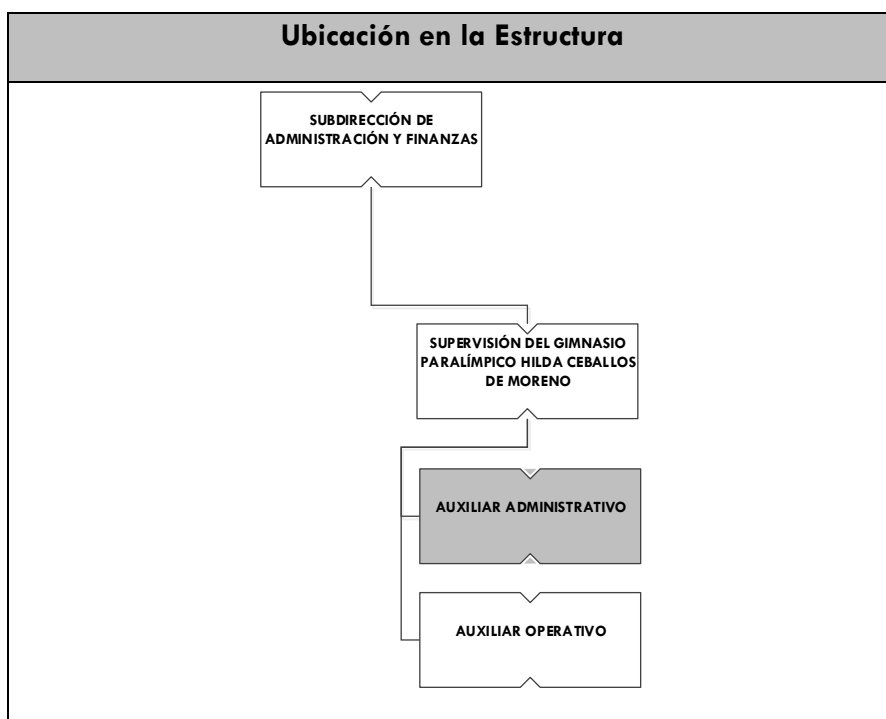 Ubicación en la Estructura
SUBDIRECCIÓN DE
ADMINISTRACIÓN Y FINANZAS
SUPERVISIÓN DEL GIMNASIO
PARALÍMPICO HILDA CEBALLOS
DE MORENO
AUXILIAR ADMINISTRATIVO
AUXILIAR OPERATIVO